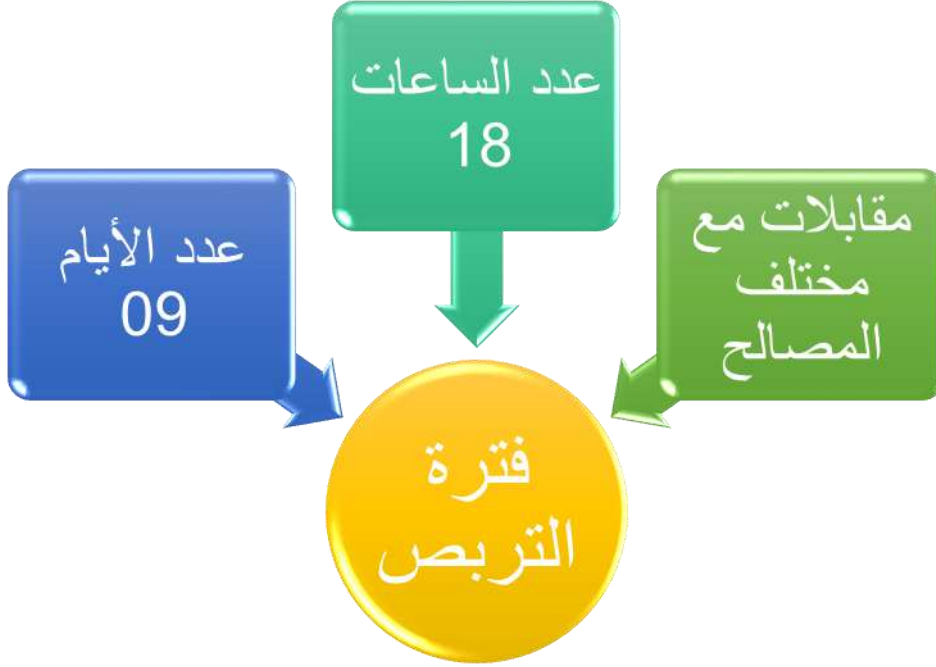 مقابلات مع
مختلف
المصالح
عدد الساعات
18
عدد الأيام
09
فترة
التربص